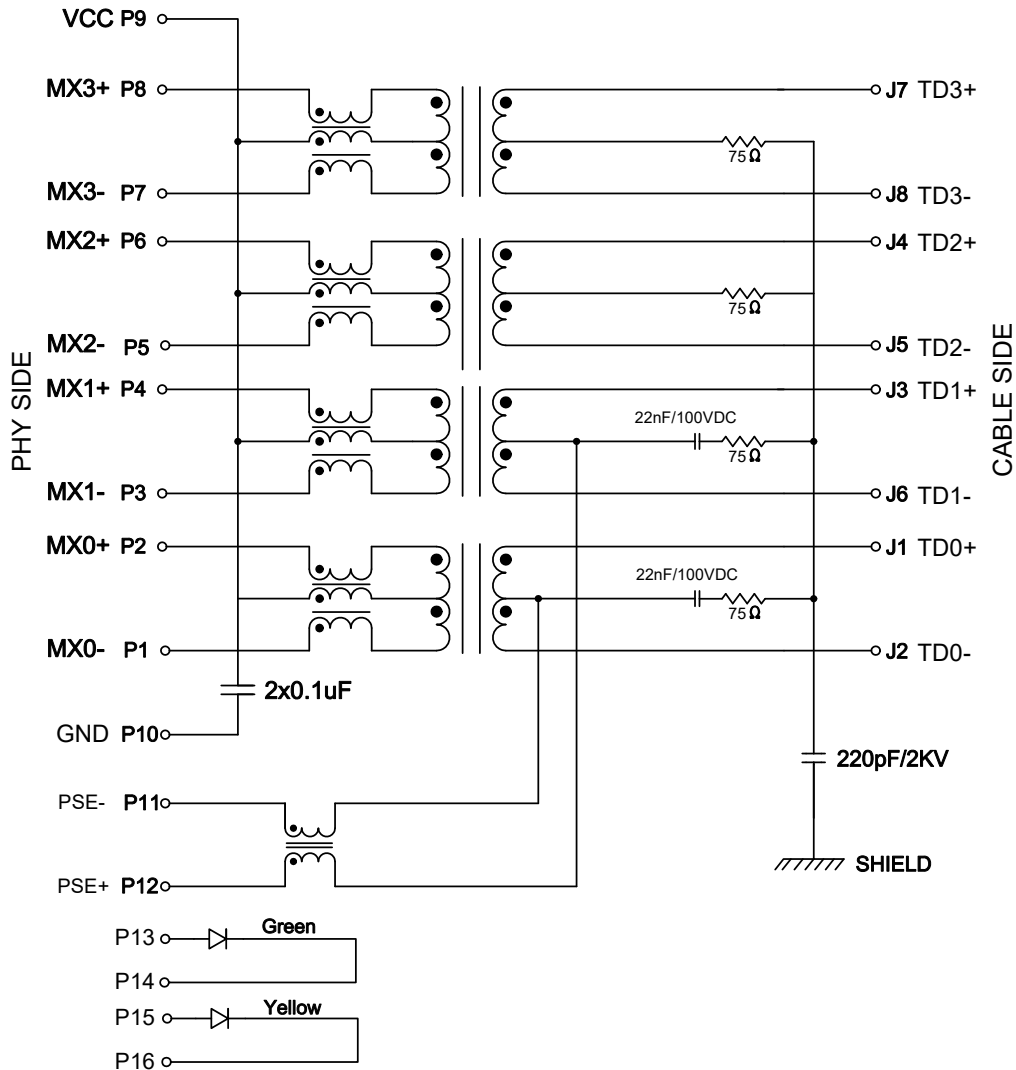 VCC P9
MX3+ P8
J7 TD3+
75Ω
MX3- P7
J8 TD3-
MX2+ P6
J4 TD2+
75Ω
MX2- P5
J5 TD2-
PHY SIDE
CABLE SIDE
MX1+ P4
J3 TD1+
22nF/100VDC
75Ω
MX1- P3
J6 TD1-
MX0+ P2
J1 TD0+
22nF/100VDC
75Ω
MX0- P1
J2 TD0-
2x0.1uF
GND P10
220pF/2KV
PSE- P11
SHIELD
PSE+ P12
Green
P13
P14
Yellow
P15
P16